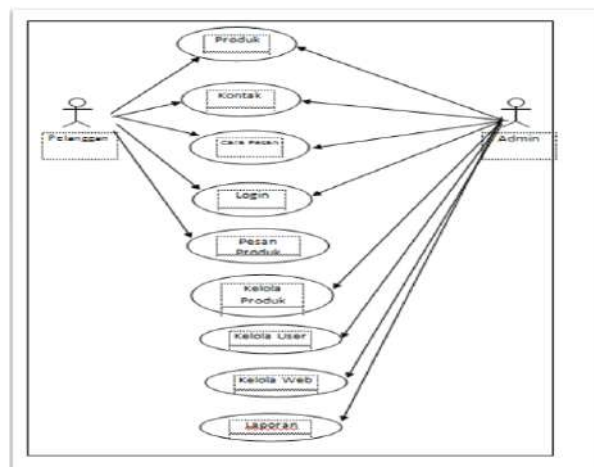 Produk
Kontak
Cara Pesan
Pelanggan
Admin
Login
Pesan
Produk
Kelola
Produk
Kelola User
Kelola Web
Laporan